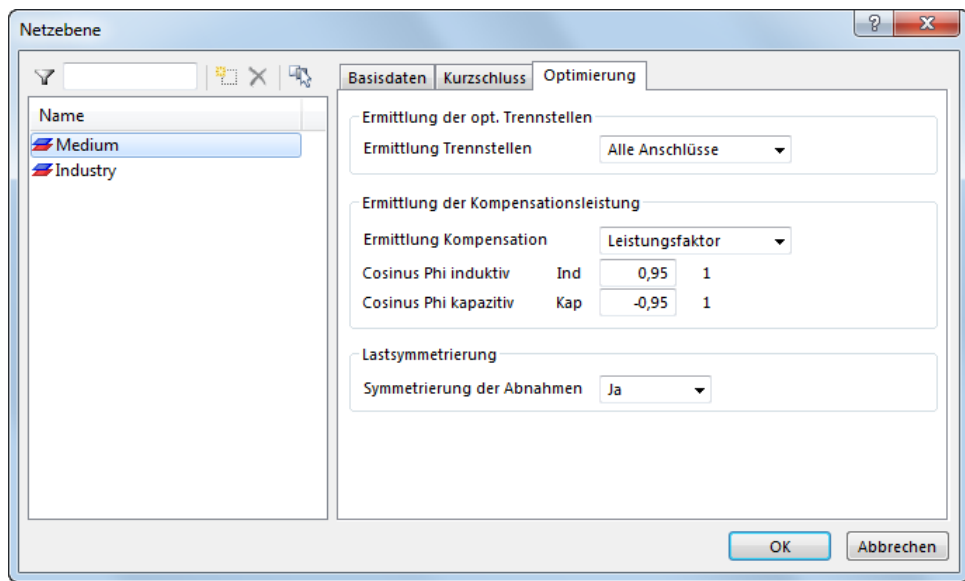 Netzebene
Name
Medium
Industry
Basisdaten Kurzschluss Optimierung
Ermittlung der opt. Trennstellen
Ermittlung Trennstellen Alle Anschlüsse
Ermittlung der Kompensationsleistung
Ermittlung Kompensation Leistungsfaktor
Cosinus Phi induktiv Ind 0,95 1
Cosinus Phi kapazitiv Kap -0,95 1
Lastsymmetrierung
Symmetrierung der Abnahmen Ja
OK Abbrechen